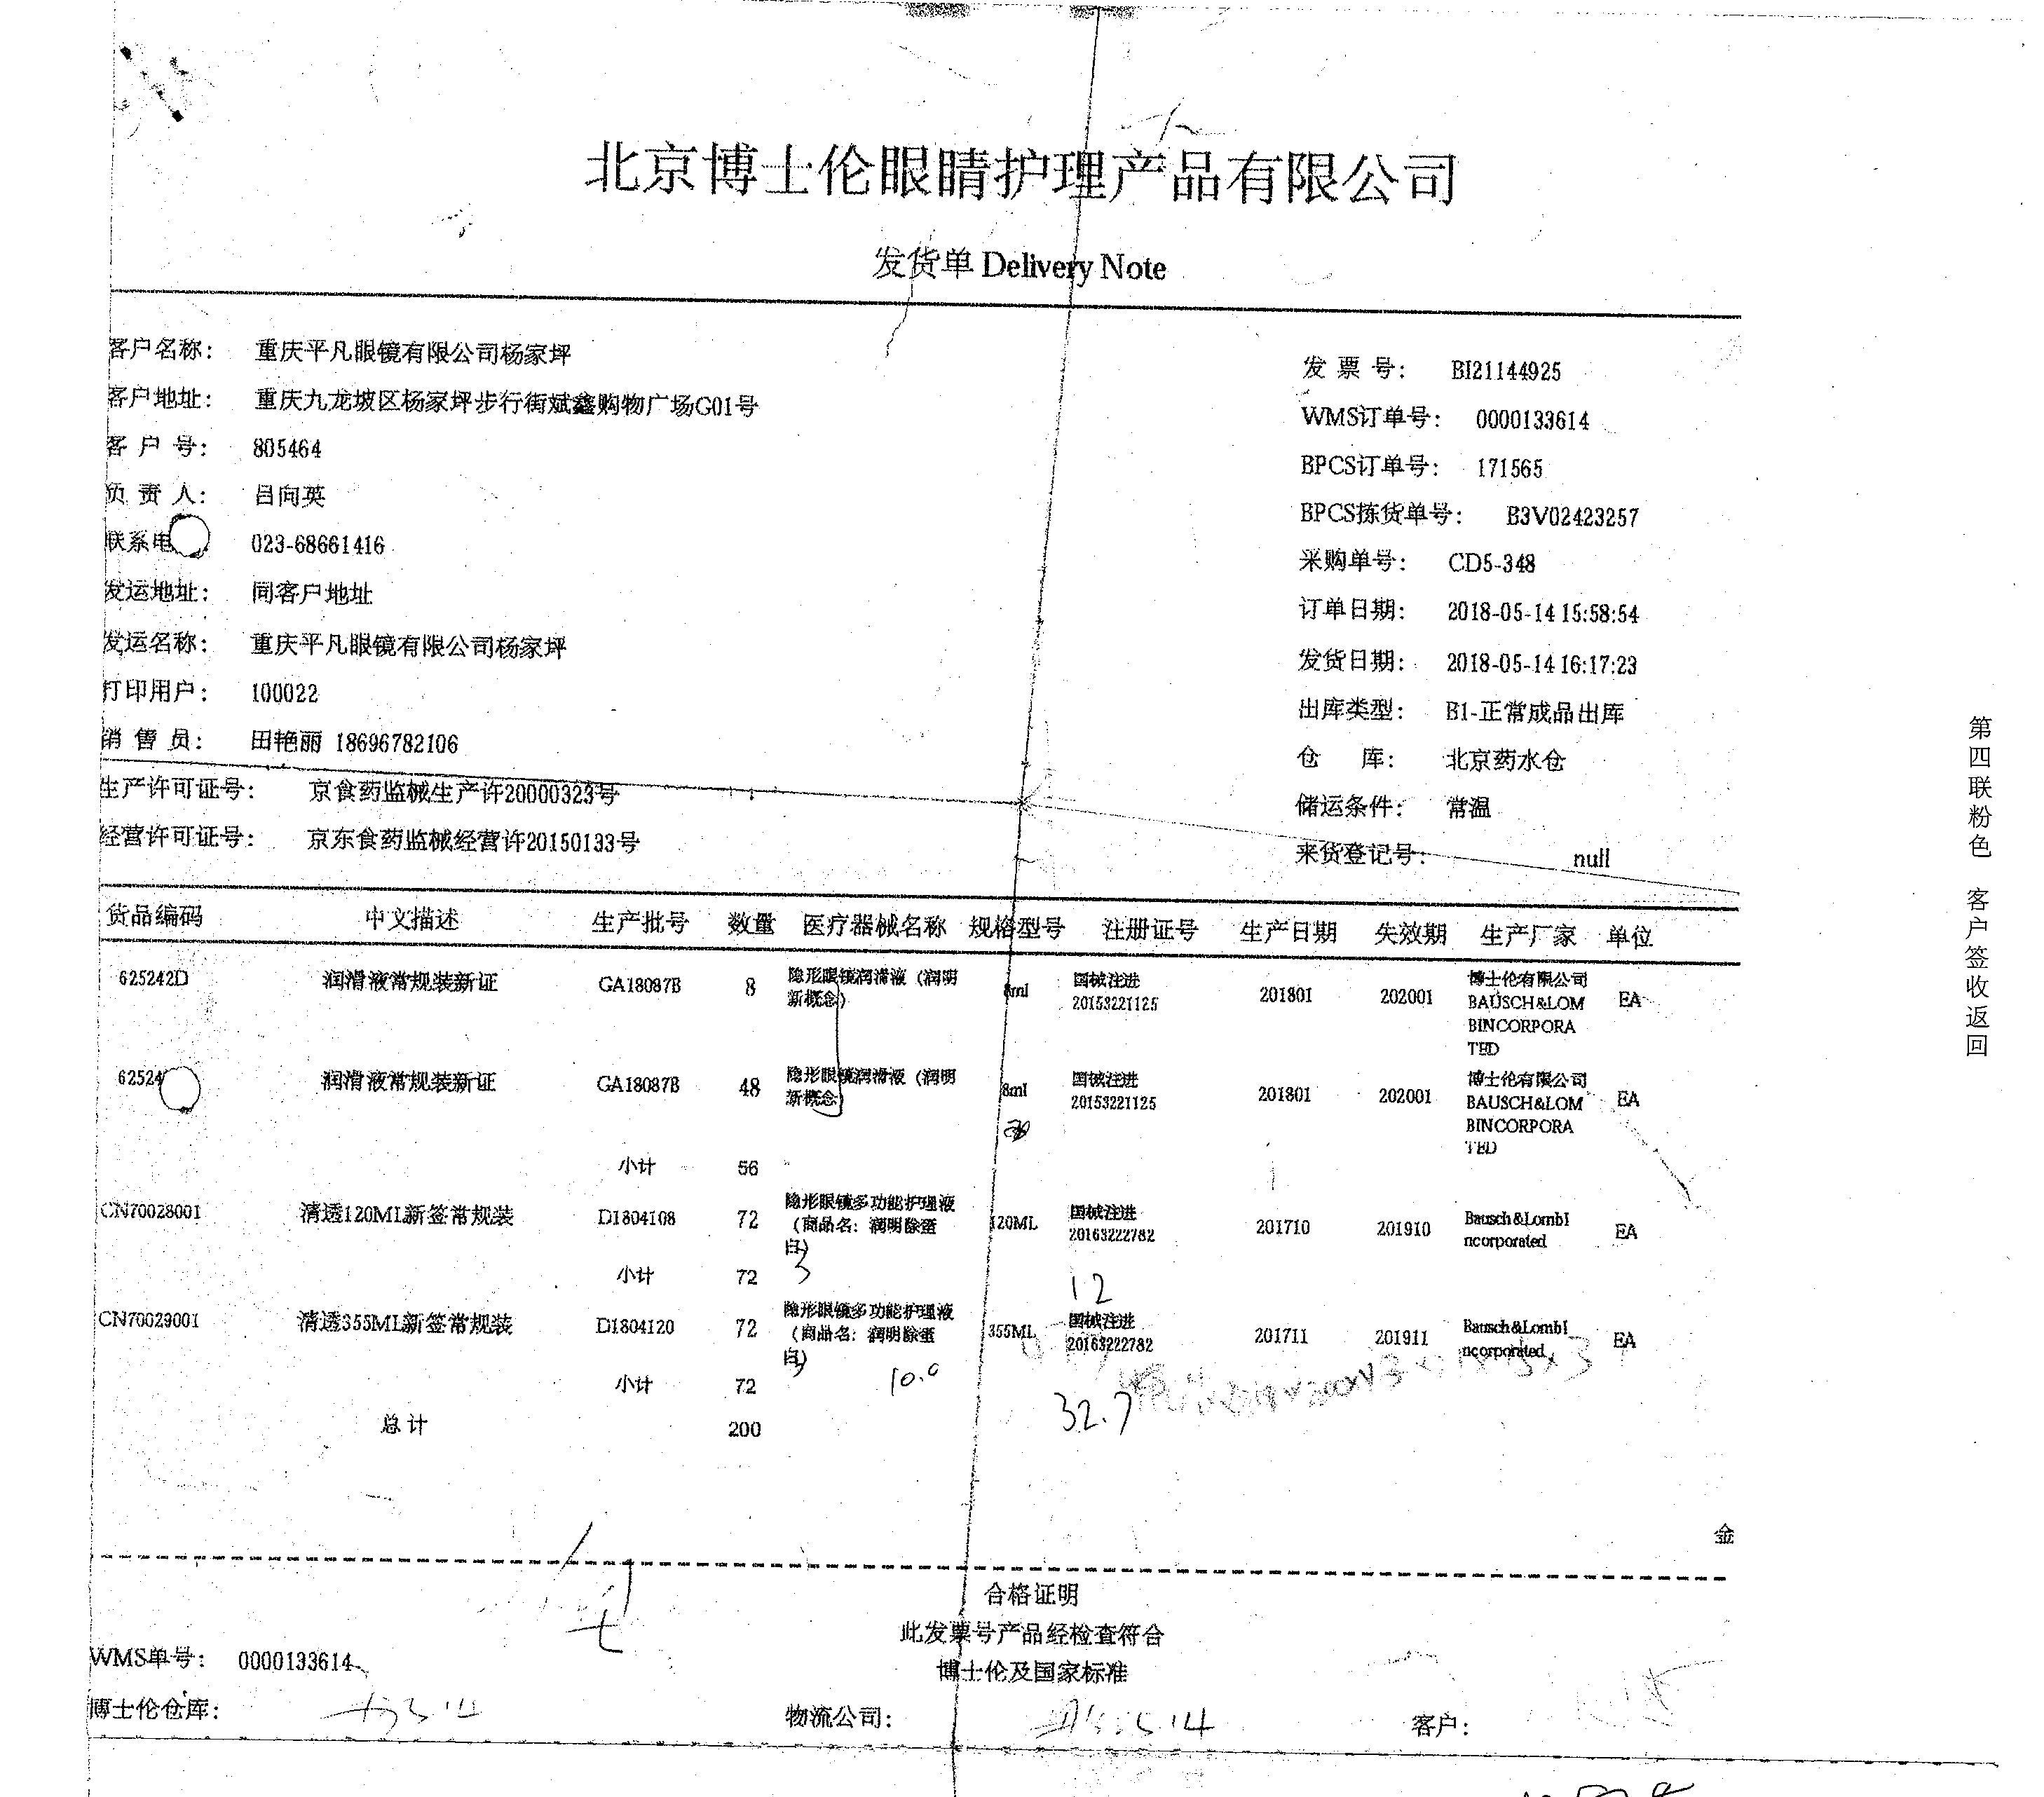 北京博士伦眼睛护理产品有限公司
发货单 Delivery Note
客户名称： 重庆平凡眼镜有限公司杨家坪
客户地址： 重庆九龙坡区杨家坪步行街斌鑫购物广场G01号
客 户 号： 805464
负 责 人： 吕向英
联系电 023-68661416
发运地址： 同客户地址
发运名称： 重庆平凡眼镜有限公司杨家坪
打印用户： 100022
销 售 员： 田艳丽 18696782106
生产许可证号： 京食药监械生产许20000323号
经营许可证号： 京东食药监械经营许20150133号
发 票 号： BI21144925
WMS订单号： 0000133614
BPCS订单号： 171565
BPCS拣货单号： B3V02423257
采购单号： CD5-348
订单日期： 2018-05-14 15:58:54
发货日期： 2018-05-14 16:17:23
出库类型： B1-正常成品出库
仓 库： 北京药水仓
储运条件： 常温
来货登记号： null
货品编码 中文描述 生产批号 数量 医疗器械名称 规格型号 注册证号 生产日期 失效期 生产厂家 单位
625242D 润滑液常规装新证 GA18087B 8 隐形眼镜润滑液（润明新概念） 8ml 国械注进20153221125 201801 202001 博士伦有限公司BAUSCH&LOMBINCORPORATED EA
62524 润滑液常规装新证 GA18087B 48 隐形眼镜润滑液（润明新概念） 8ml 国械注进20153221125 201801 202001 博士伦有限公司BAUSCH&LOMBINCORPORATED EA
小计 56
CN70028001 清透120ML新签常规装 D1804108 72 隐形眼镜多功能护理液（商品名：润明除蛋白） 120ML 国械注进20163222782 201710 201910 Bausch&LombIncorporated EA
小计 72
3
12
CN70029001 清透355ML新签常规装 D1804120 72 隐形眼镜多功能护理液（商品名：润明除蛋白） 355ML 国械注进20163222782 201711 201911 Bausch&LombIncorporated EA
小计 72
10.0
32.7
总计 200
金
合格证明
此发票号产品经检查符合
博士伦及国家标准
WMS单号： 0000133614
博士伦仓库：
物流公司：
客户：
第四联粉色 客户签收返回